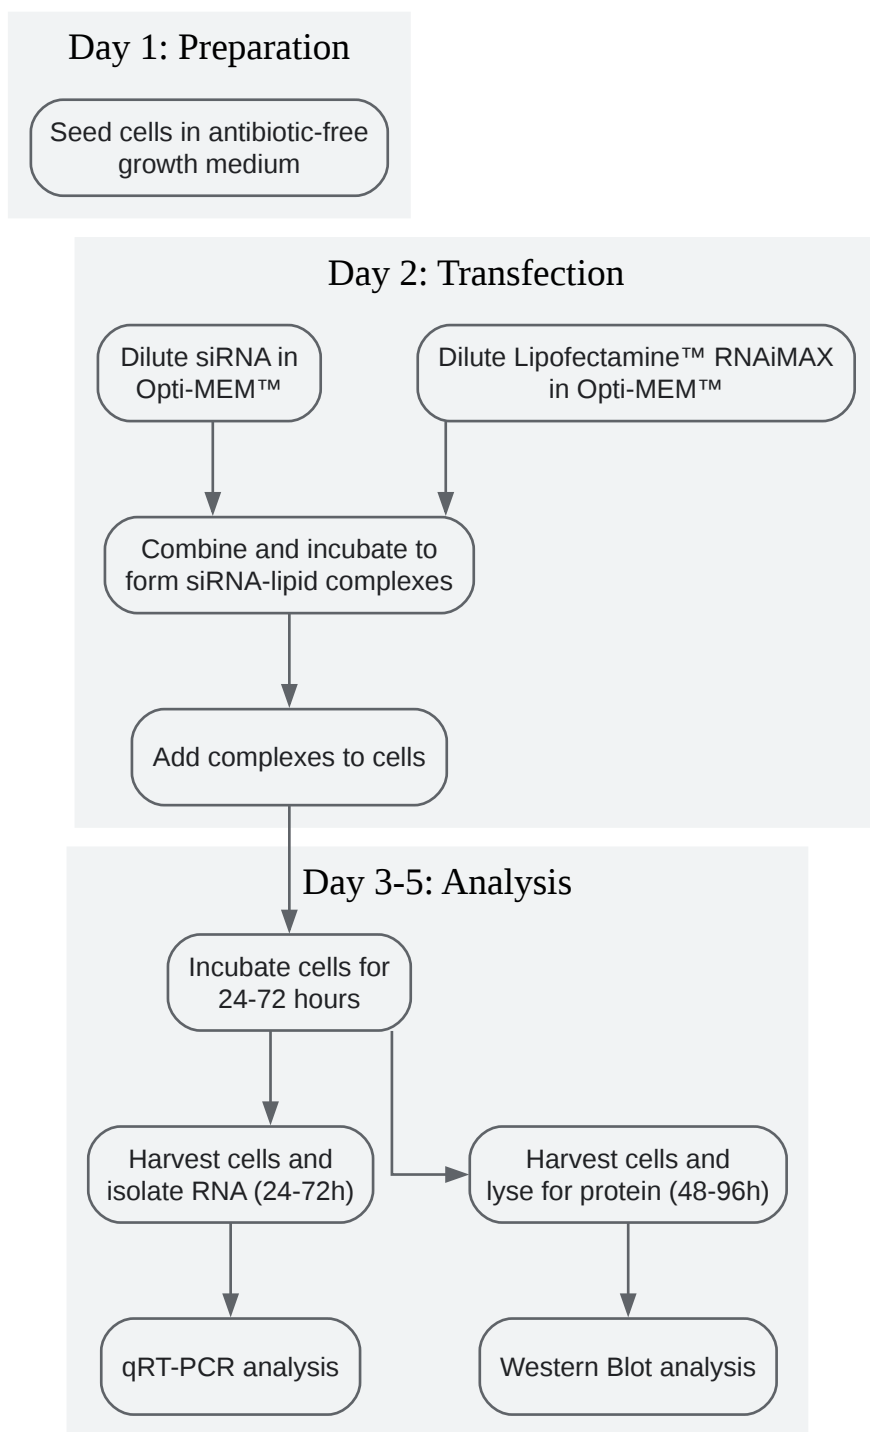 Day 1: Preparation
Seed cells in antibiotic-free
growth medium
Day 2: Transfection
Dilute siRNA in
Opti-MEM™
Dilute Lipofectamine™ RNAiMAX
in Opti-MEM™
Combine and incubate to
form siRNA-lipid complexes
Add complexes to cells
Day 3-5: Analysis
Incubate cells for
24-72 hours
Harvest cells and
isolate RNA (24-72h)
Harvest cells and
lyse for protein (48-96h)
qRT-PCR analysis
Western Blot analysis